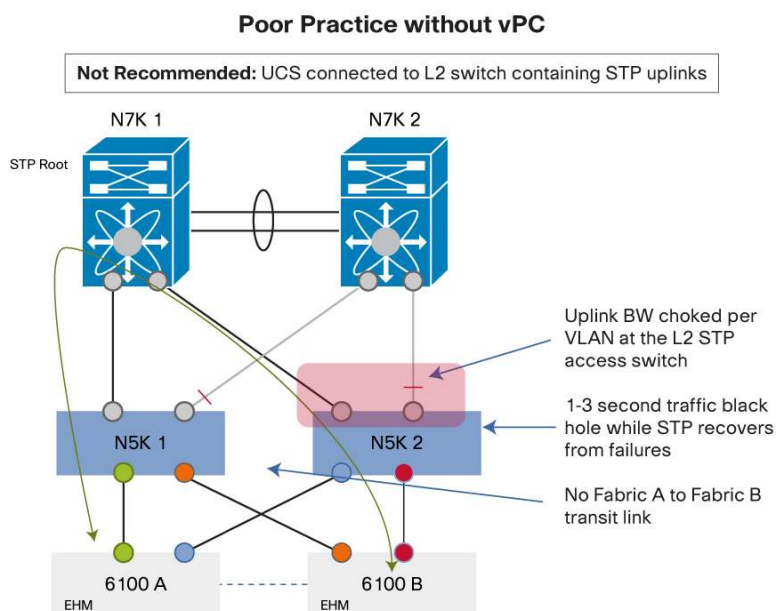 Poor Practice without vPC
Not Recommended: UCS connected to L2 switch containing STP uplinks
N7K 1
N7K 2
STP Root
Uplink BW choked per
VLAN at the L2 STP
access switch
1-3 second traffic black
hole while STP recovers
from failures
N5K 1
N5K 2
No Fabric A to Fabric B
transit link
6100 A
6100 B
EHM
EHM